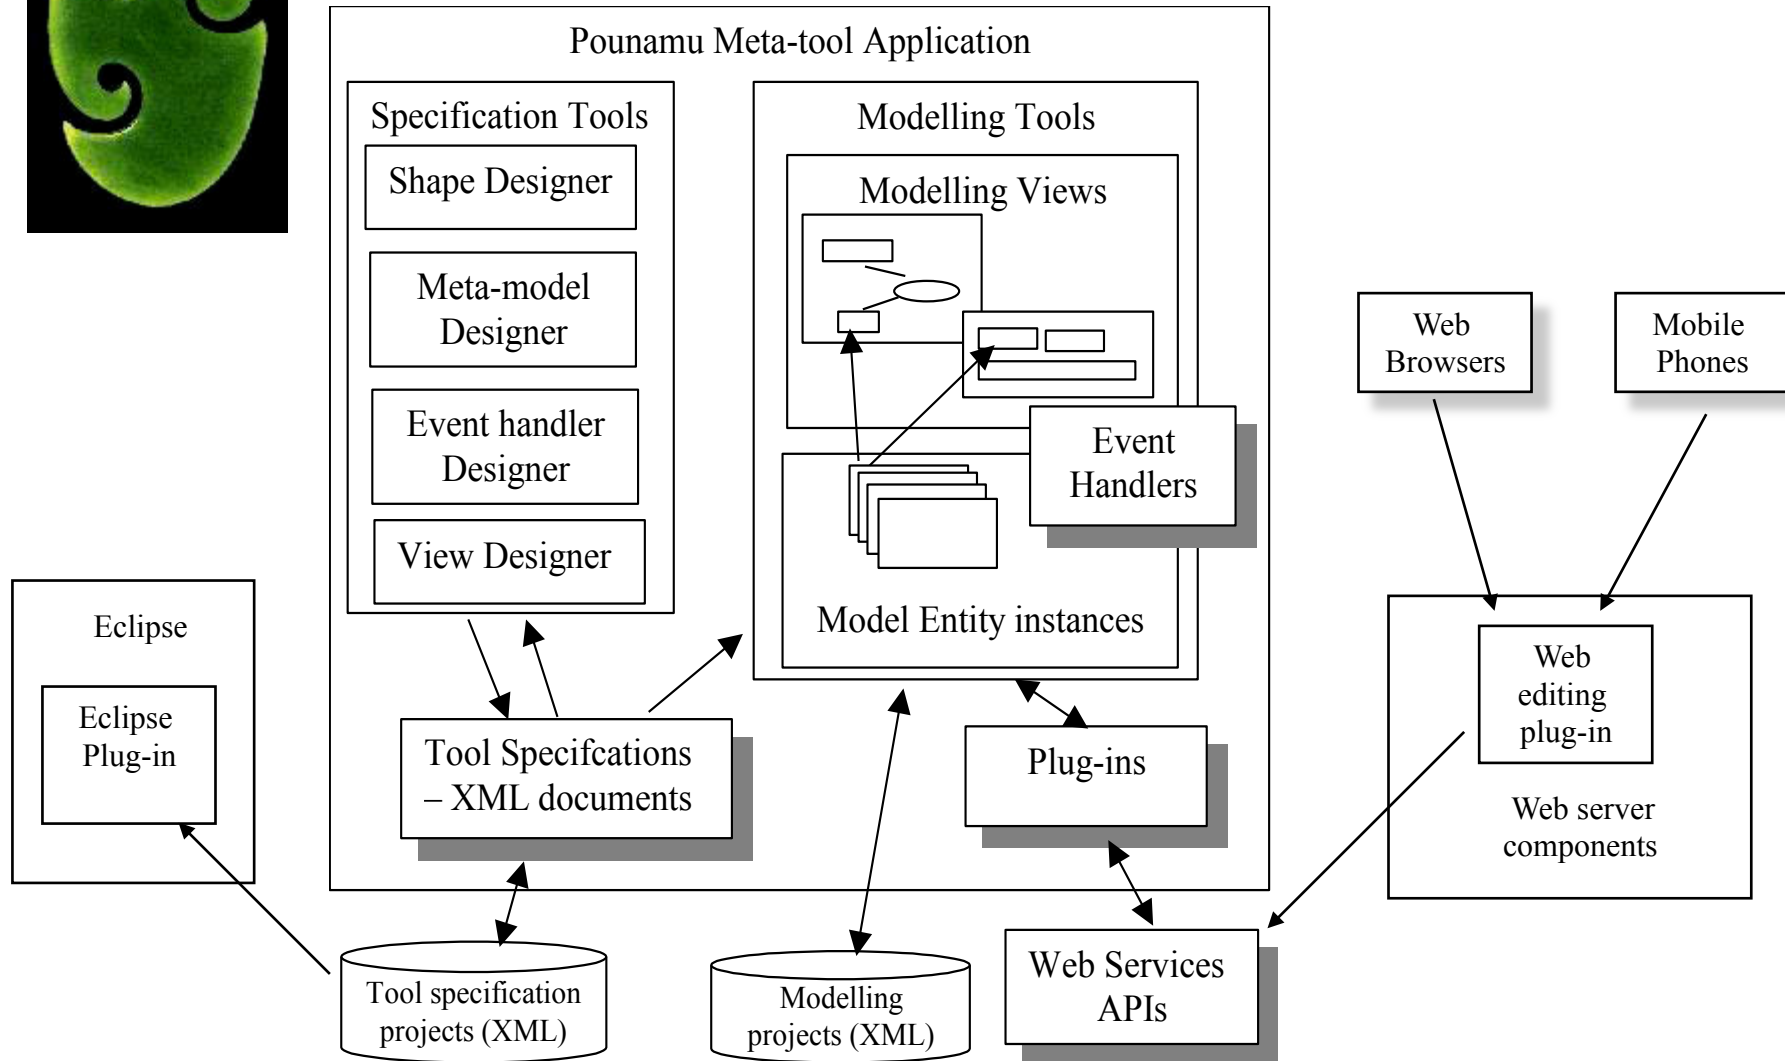 Pounamu Meta-tool Application
Specification Tools
Shape Designer
Meta-model
Designer
Event handler
Designer
View Designer
Modelling Tools
Modelling Views
Event
Handlers
Model Entity instances
Tool Specifcations
– XML documents
Plug-ins
Eclipse
Eclipse
Plug-in
Web
Browsers
Mobile
Phones
Web
editing
plug-in
Web server
components
Tool specification
projects (XML)
Modelling
projects (XML)
Web Services
APIs